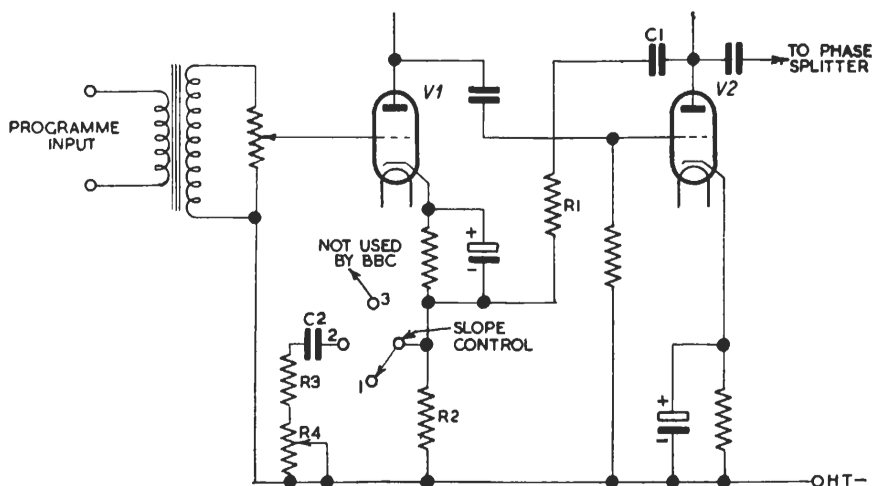 C1
TO PHASE
SPLITTER
V1
V2
PROGRAMME
INPUT
R1
+
-
NOT USED
BY BBC
3
C2
2
SLOPE
CONTROL
1
R3
R2
R4
+
-
HT-